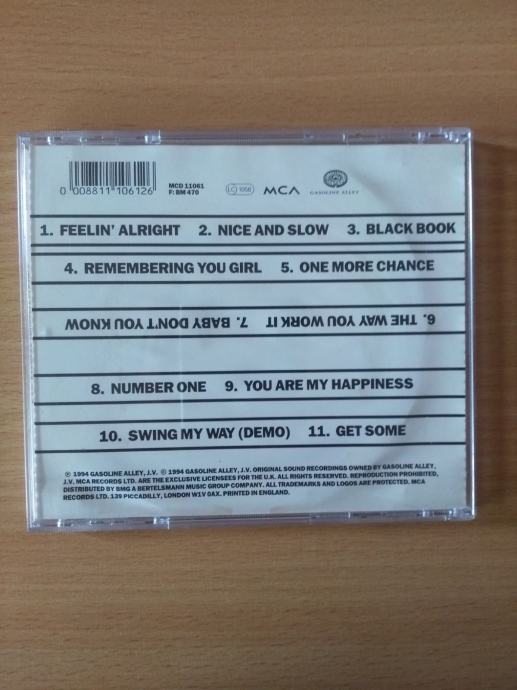 0 008811 106126
MCD 11061
F: BM 470
LC 1056
MCA
GASOLINE ALLEY
1. FEELIN' ALRIGHT 2. NICE AND SLOW 3. BLACK BOOK
4. REMEMBERING YOU GIRL 5. ONE MORE CHANCE
6. THE WAY YOU WORK IT 7. BABY DON'T YOU KNOW
8. NUMBER ONE 9. YOU ARE MY HAPPINESS
10. SWING MY WAY (DEMO) 11. GET SOME
℗ 1994 GASOLINE ALLEY, J.V. © 1994 GASOLINE ALLEY, J.V. ORIGINAL SOUND RECORDINGS OWNED BY GASOLINE ALLEY,
J.V. MCA RECORDS LTD. ARE THE EXCLUSIVE LICENSEES FOR THE U.K. ALL RIGHTS RESERVED. REPRODUCTION PROHIBITED,
DISTRIBUTED BY BMG A BERTELSMANN MUSIC GROUP COMPANY. ALL TRADEMARKS AND LOGOS ARE PROTECTED. MCA
RECORDS LTD. 139 PICCADILLY, LONDON W1V 0AX. PRINTED IN ENGLAND.